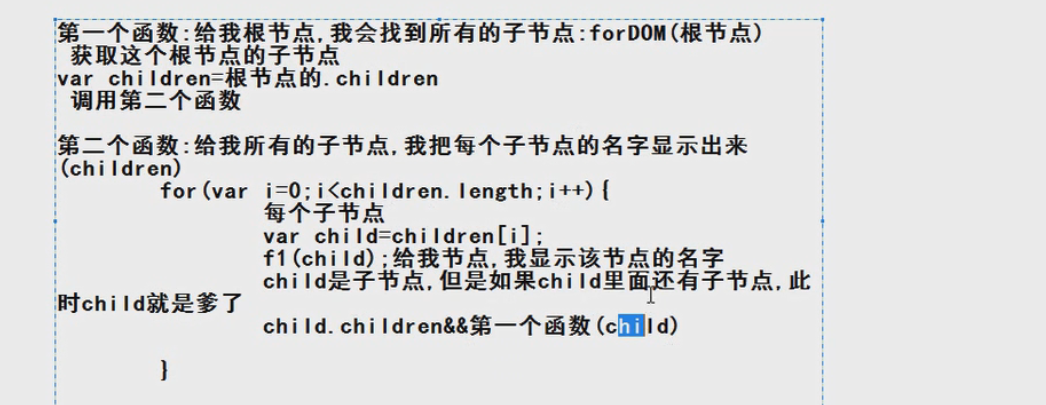 第一个函数:给我根节点,我会找到所有的子节点:forDOM(根节点)
获取这个根节点的子节点
var children=根节点的.children
调用第二个函数
第二个函数:给我所有的子节点,我把每个子节点的名字显示出来
(children)
for(var i=0;i<children.length;i++){
每个子节点
var child=children[i];
f1(child);给我节点,我显示该节点的名字
child是子节点,但是如果child里面还有子节点,此
时child就是爹了
child.children&&第一个函数(child)
}